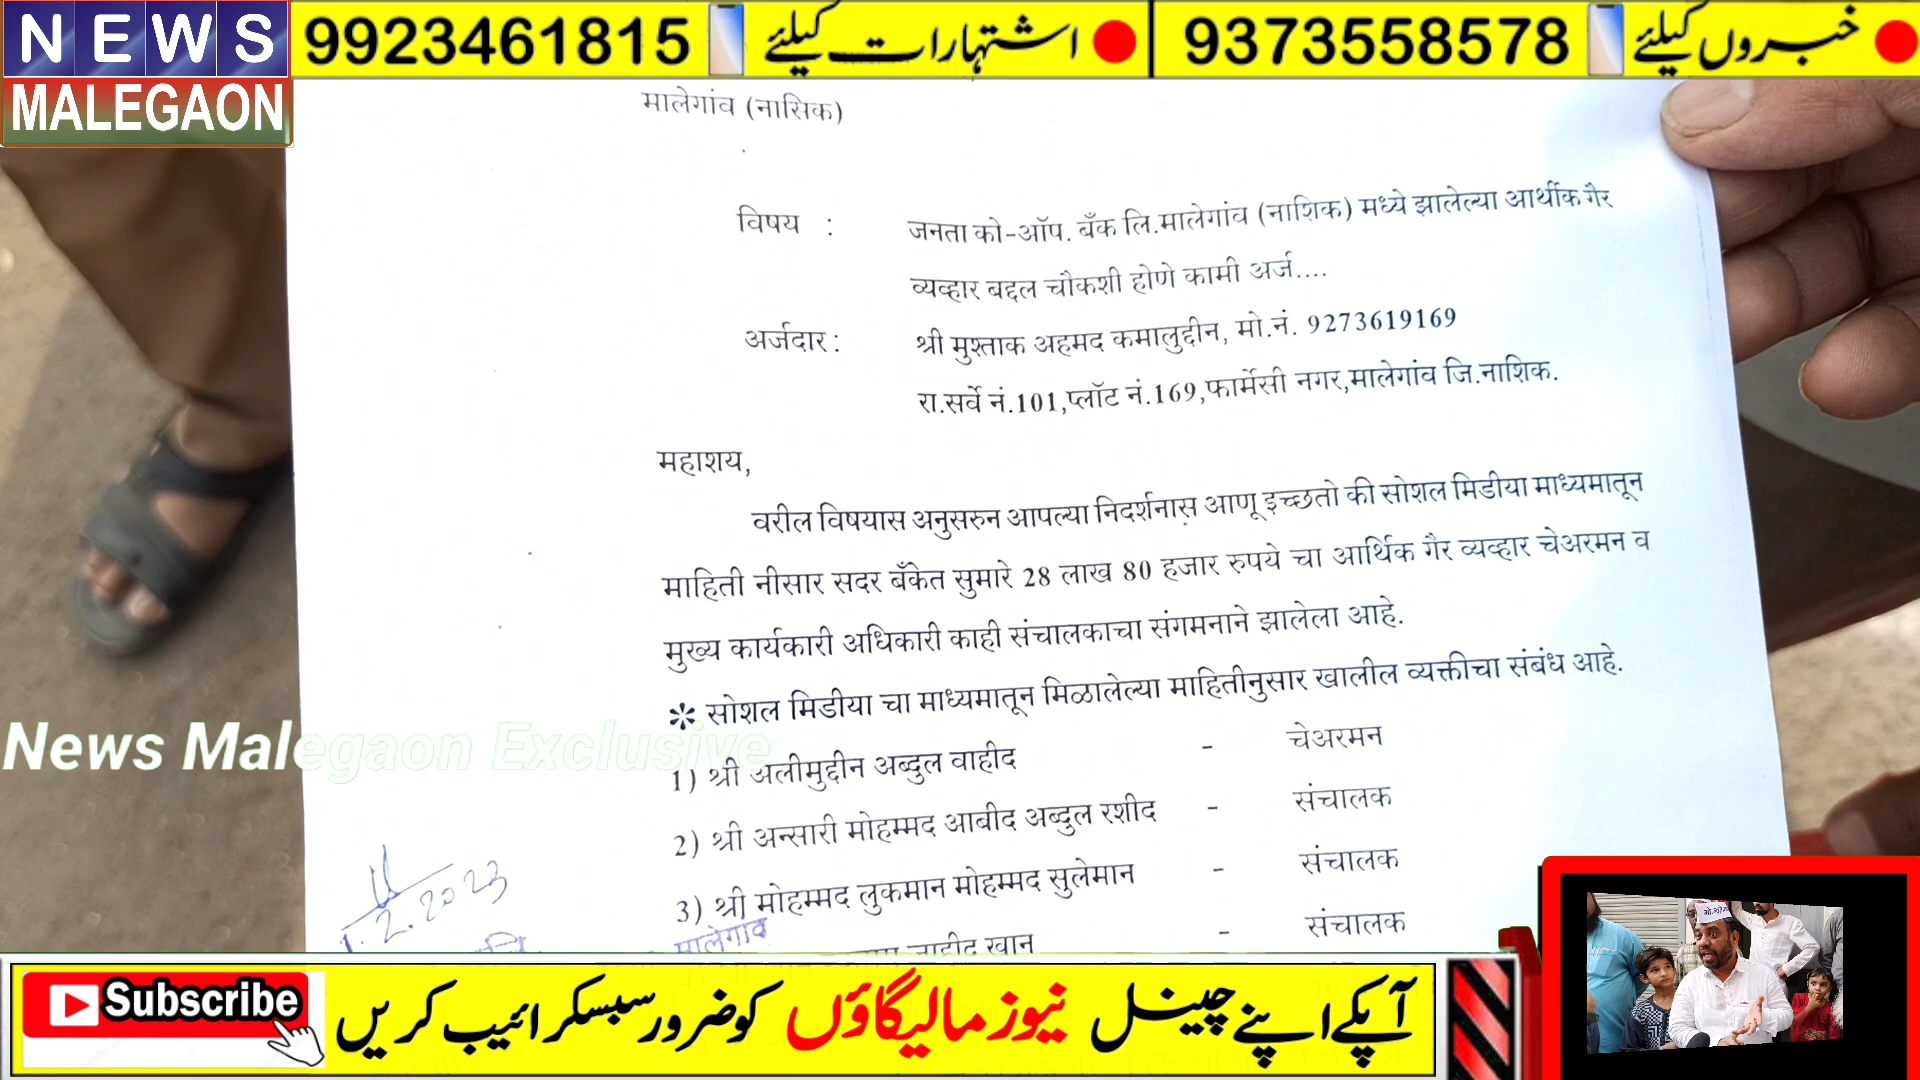 NEWS
MALEGAON
9923461815 اشتہارات کیلئے 9373558578 خبروں کیلئے
मालेगांव (नासिक)
विषय : जनता को-ऑप. बँक लि.मालेगांव (नाशिक) मध्ये झालेल्या आर्थीक गैर
व्यव्हार बद्दल चौकशी होणे कामी अर्ज....
अर्जदार : श्री मुश्ताक अहमद कमालुद्दीन, मो.नं. 9273619169
रा.सर्वे नं.101,प्लॉट नं.169,फार्मेसी नगर,मालेगांव जि.नाशिक.
महाशय,
वरील विषयास अनुसरुन आपल्या निदर्शनास आणू इच्छतो की सोशल मिडीया माध्यमातून
माहिती नीसार सदर बँकेत सुमारे 28 लाख 80 हजार रुपये चा आर्थिक गैर व्यव्हार चेअरमन व
मुख्य कार्यकारी अधिकारी काही संचालकाचा संगमनाने झालेला आहे.
* सोशल मिडीया चा माध्यमातून मिळालेल्या माहितीनुसार खालील व्यक्तीचा संबंध आहे.
News Malegaon Exclusive
1) श्री अलीमुद्दीन अब्दुल वाहीद - चेअरमन
2) श्री अन्सारी मोहम्मद आबीद अब्दुल रशीद - संचालक
3) श्री मोहम्मद लुकमान मोहम्मद सुलेमान - संचालक
जाहीद खान - संचालक
1.2.2023
मालेगांव
Subscribe
آپکے اپنے چینل نیوز مالیگاؤں کو ضرور سبسکرائیب کریں